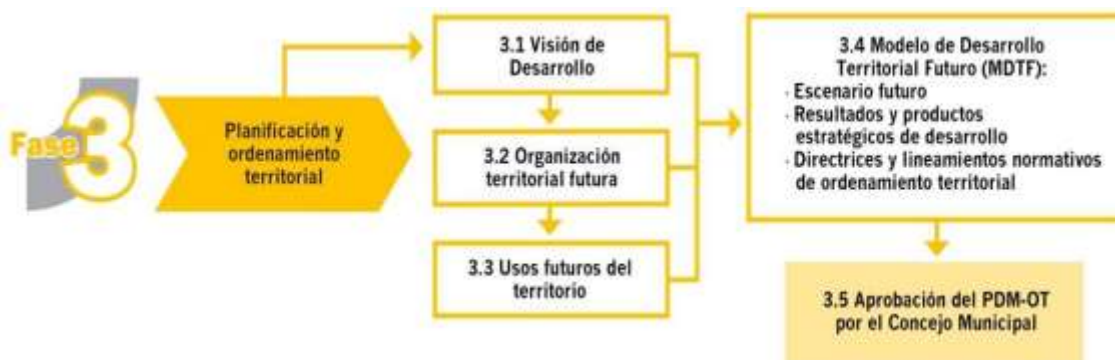 Fase 3
Planificación y
ordenamiento
territorial
3.1 Visión de
Desarrollo
3.2 Organización
territorial futura
3.3 Usos futuros del
territorio
3.4 Modelo de Desarrollo
Territorial Futuro (MDTF):
· Escenario futuro
· Resultados y productos
estratégicos de desarrollo
· Directrices y lineamientos normativos
de ordenamiento territorial
3.5 Aprobación del PDM-OT
por el Concejo Municipal